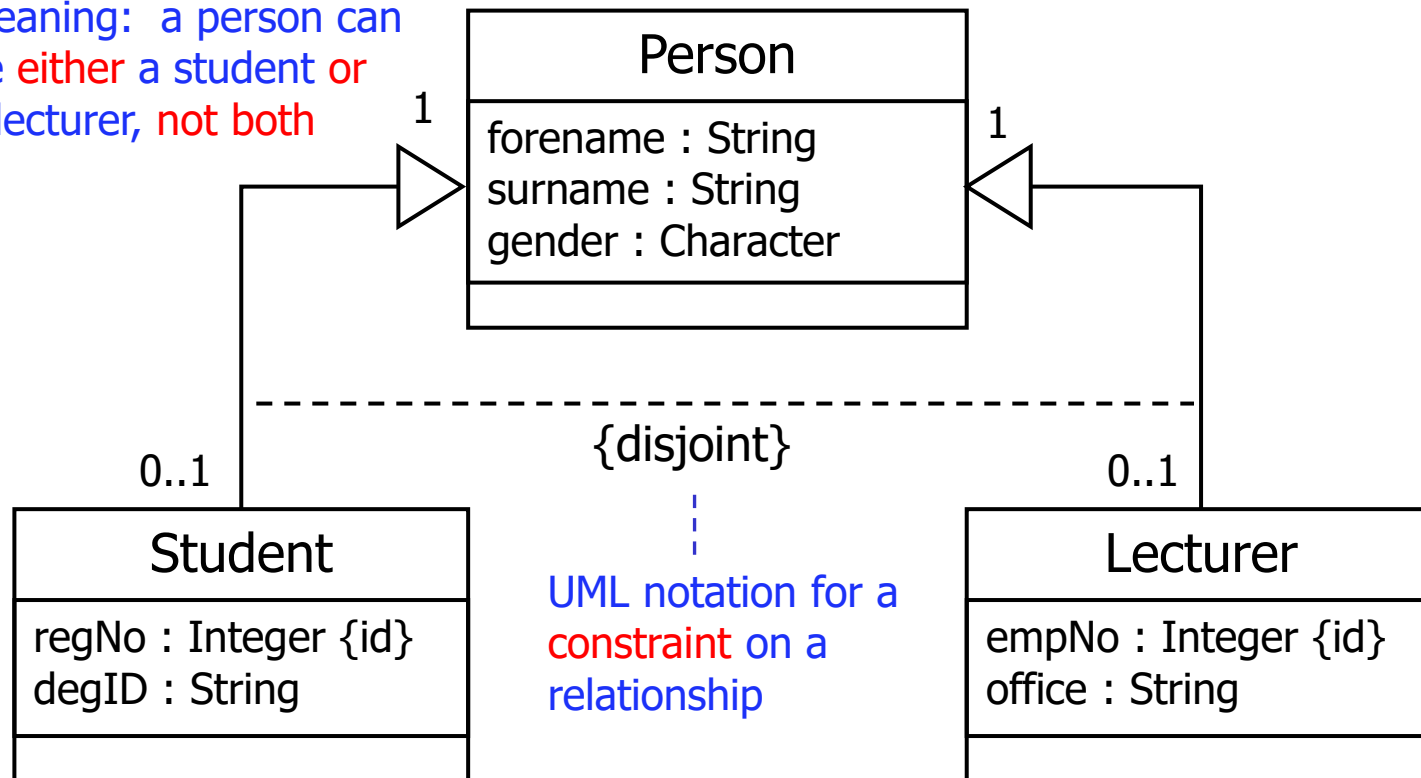 eaning: a person can
e either a student or
lecturer, not both
Person
1
1
forename : String
surname : String
gender : Character
{disjoint}
0..1
0..1
Student
Lecturer
UML notation for a
constraint on a
relationship
regNo : Integer {id}
degID : String
empNo : Integer {id}
office : String